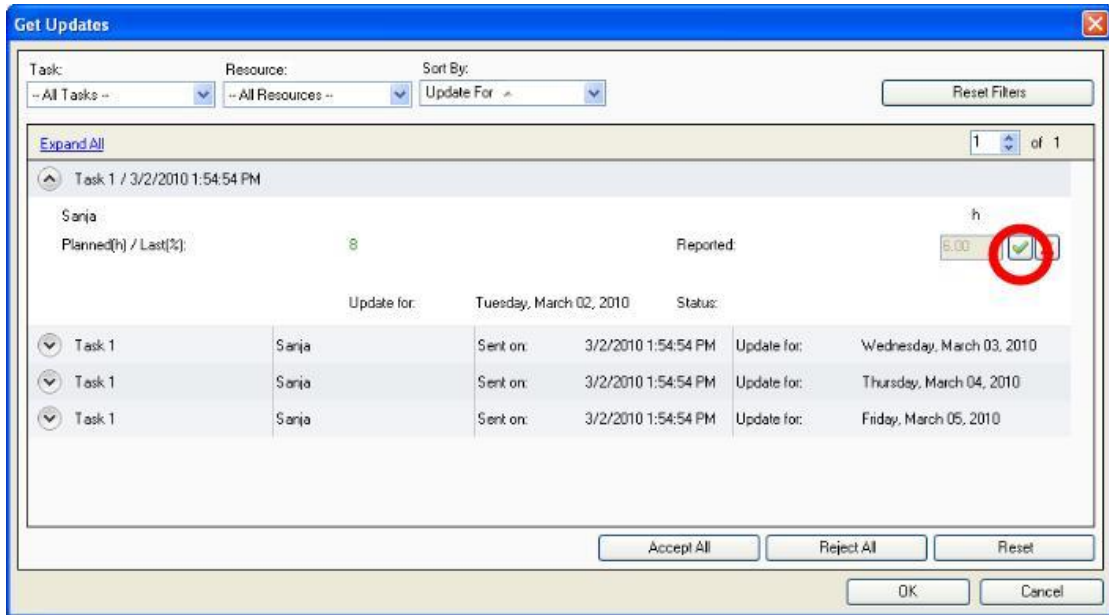 Get Updates
Task: Resource: Sort By:
-- All Tasks -- -- All Resources -- Update For Reset Filters
Expand All 1 of 1
Task 1 / 3/2/2010 1:54:54 PM
Sanja h
Planned(h) / Last(%): 8 Reported: 6.00
Update for: Tuesday, March 02, 2010 Status:
Task 1 Sanja Sent on: 3/2/2010 1:54:54 PM Update for: Wednesday, March 03, 2010
Task 1 Sanja Sent on: 3/2/2010 1:54:54 PM Update for: Thursday, March 04, 2010
Task 1 Sanja Sent on: 3/2/2010 1:54:54 PM Update for: Friday, March 05, 2010
Accept All Reject All Reset
OK Cancel